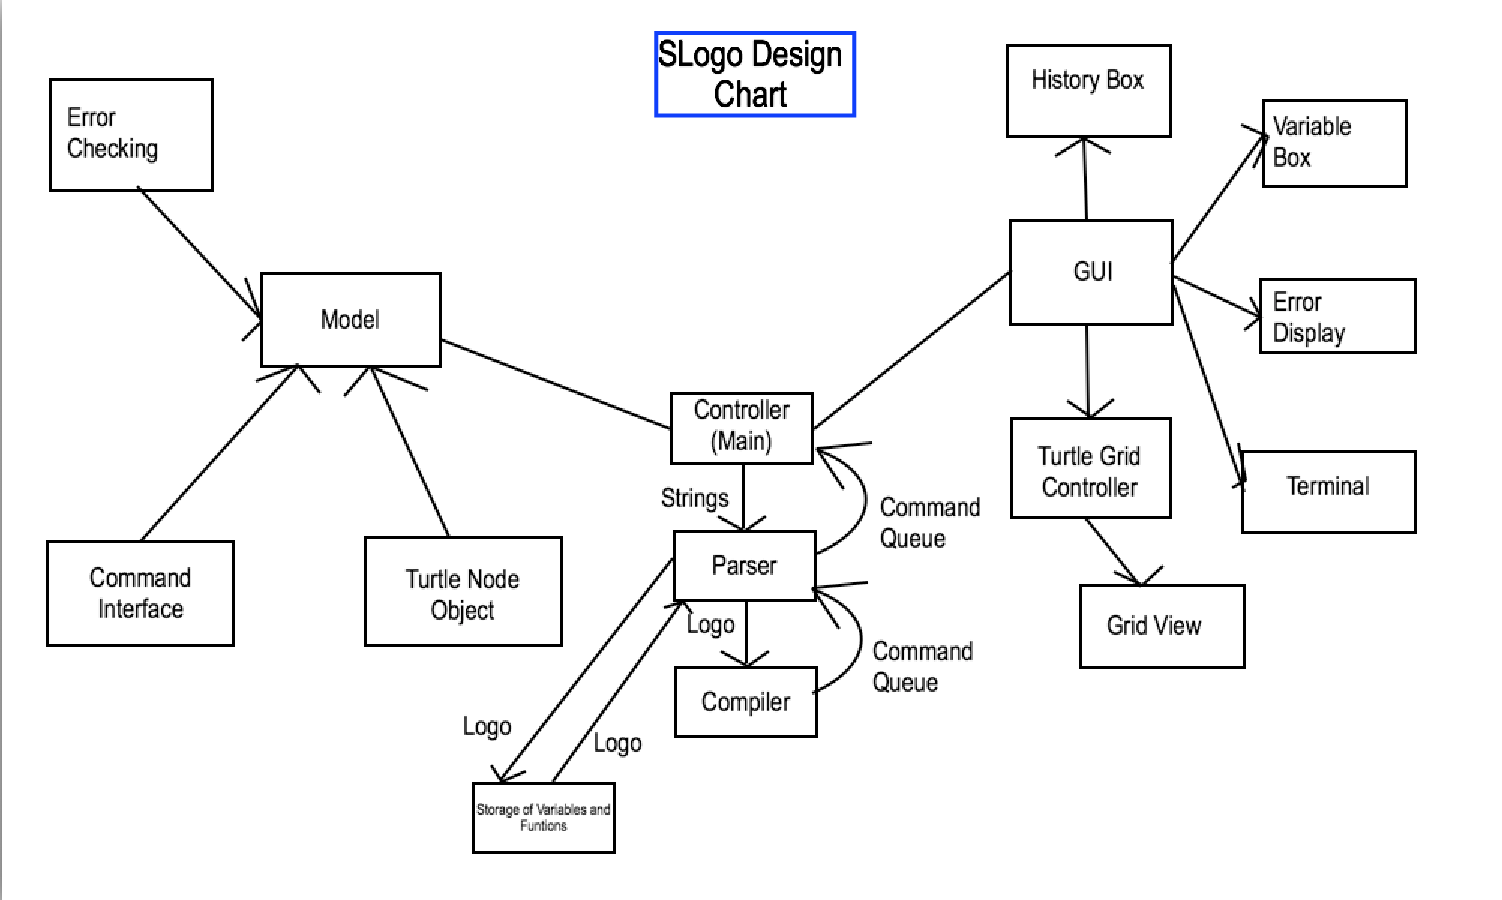 SLogo Design
Chart
Error
Checking
Model
Command
Interface
Turtle Node
Object
Controller
(Main)
Strings
Parser
Command
Queue
Logo
Compiler
Command
Queue
Logo
Logo
Storage of Variables and
Funtions
History Box
Variable
Box
GUI
Error
Display
Turtle Grid
Controller
Terminal
Grid View